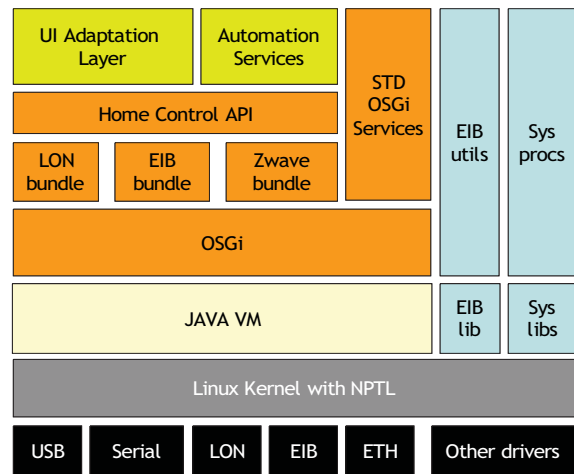 UI Adaptation
Layer
Automation
Services
STD
OSGi
Services
EIB
utils
Sys
procs
Home Control API
LON
bundle
EIB
bundle
Zwave
bundle
OSGi
JAVA VM
EIB
lib
Sys
libs
Linux Kernel with NPTL
USB
Serial
LON
EIB
ETH
Other drivers